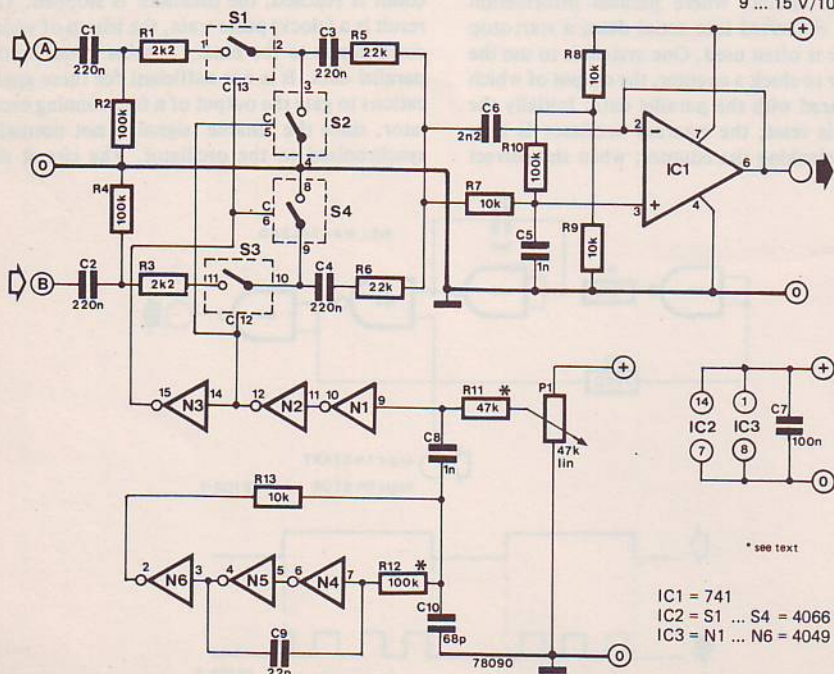 9...15 V/10
+
S1
C1
220n
A
R1
2k2
1
2
13
C
C3
220n
R5
22k
R8
10k
R2
100k
3
S2
C
5
C6
2n2
R10
100k
2
7
IC1
6
3
+
4
0
R4
100k
8
S4
C
6
9
R7
10k
C5
1n
R9
10k
S3
B
C2
220n
R3
2k2
11
10
C
12
C4
220n
R6
22k
0
15
N3
14
12
N2
11
10
N1
9
R11
47k
*
P1
47k
lin
+
C8
1n
14
IC2
7
1
IC3
8
C7
100n
+
0
R13
10k
2
N6
3
4
N5
5
6
N4
7
R12
100k
*
C10
68p
C9
22n
78090
0
* see text
IC1 = 741
IC2 = S1 ... S4 = 4066
IC3 = N1 ... N6 = 4049